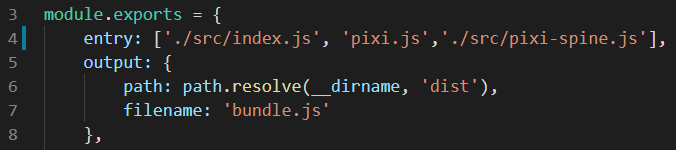 3 module.exports = {
4 entry: ['./src/index.js', 'pixi.js','./src/pixi-spine.js'],
5 output: {
6 path: path.resolve(__dirname, 'dist'),
7 filename: 'bundle.js'
8 },